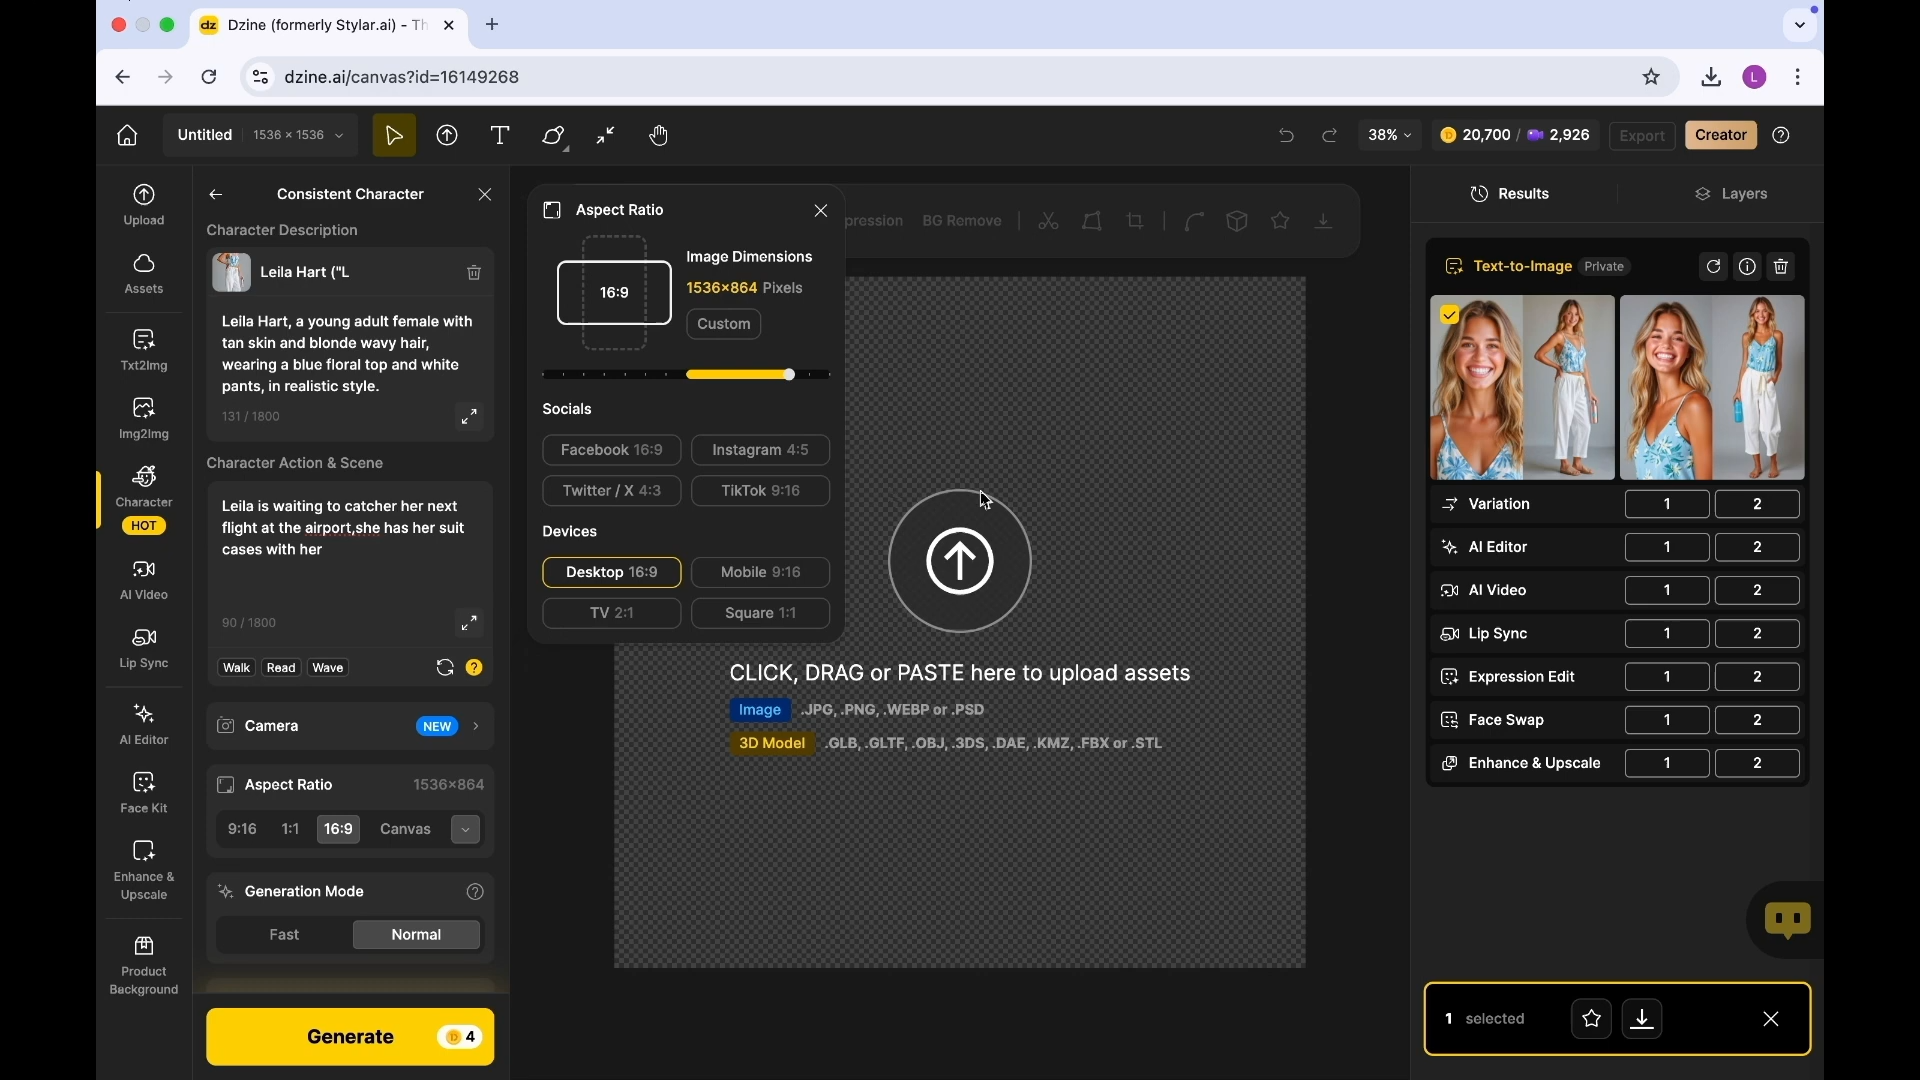 Dzine (formerly Stylar.ai) - Th
dzine.ai/canvas?id=16149268
L
Untitled 1536 × 1536
38%
20,700 / 2,926
Export
Creator
Upload
Assets
Txt2Img
Img2Img
Character
HOT
AI Video
Lip Sync
AI Editor
Face Kit
Enhance &
Upscale
Product
Background
Consistent Character
Character Description
Leila Hart ("L
Leila Hart, a young adult female with
tan skin and blonde wavy hair,
wearing a blue floral top and white
pants, in realistic style.
131 / 1800
Character Action & Scene
Leila is waiting to catcher her next
flight at the airport,she has her suit
cases with her
90 / 1800
Walk Read Wave
Camera NEW
Aspect Ratio 1536×864
9:16 1:1 16:9 Canvas
Generation Mode
Fast Normal
Generate 4
Aspect Ratio
16:9
Image Dimensions
1536×864 Pixels
Custom
Socials
Facebook 16:9 Instagram 4:5
Twitter / X 4:3 TikTok 9:16
Devices
Desktop 16:9 Mobile 9:16
TV 2:1 Square 1:1
pression BG Remove
CLICK, DRAG or PASTE here to upload assets
Image .JPG, .PNG, .WEBP or .PSD
3D Model .GLB, .GLTF, .OBJ, .3DS, .DAE, .KMZ, .FBX or .STL
Results Layers
Text-to-Image Private
Variation 1 2
AI Editor 1 2
AI Video 1 2
Lip Sync 1 2
Expression Edit 1 2
Face Swap 1 2
Enhance & Upscale 1 2
1 selected